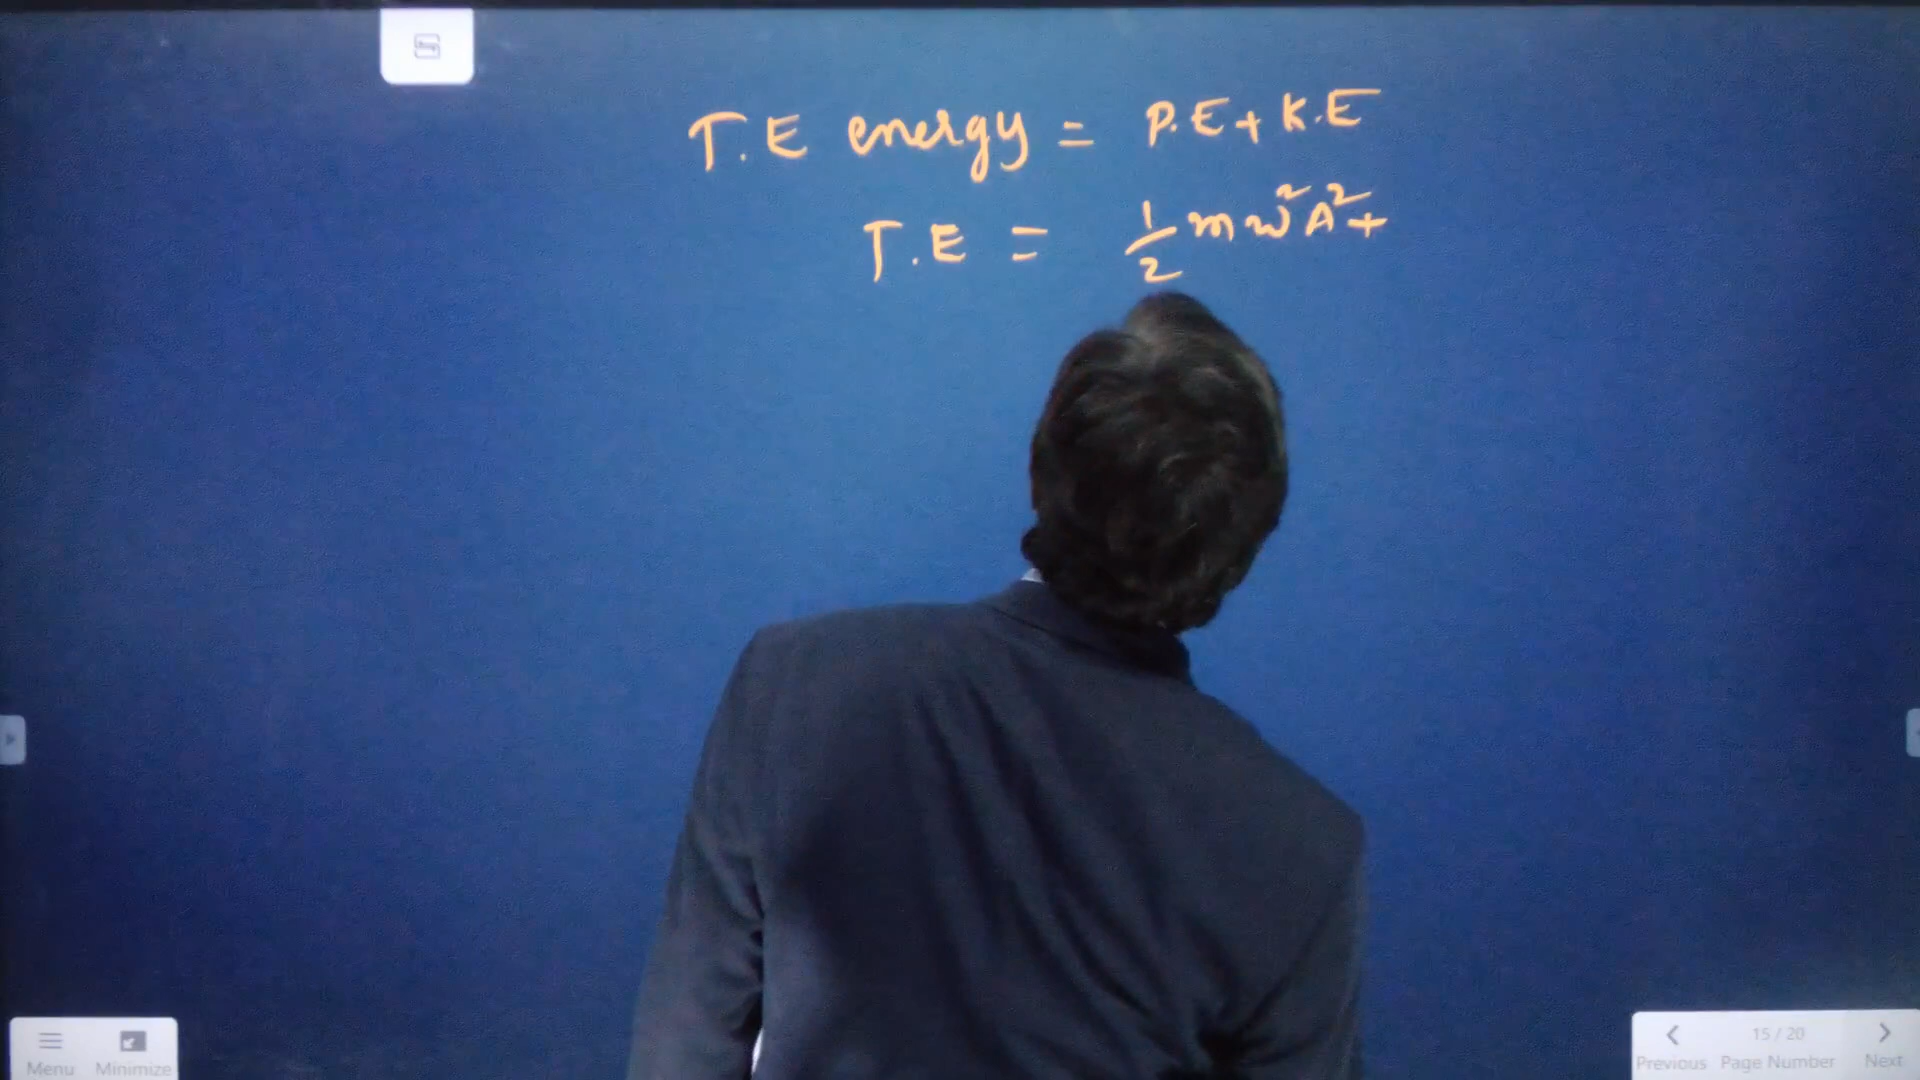 T.E energy = P.E + K.E
T.E = 1/2 mω²A² +
Menu Minimize
15 / 20
Previous Page Number Next